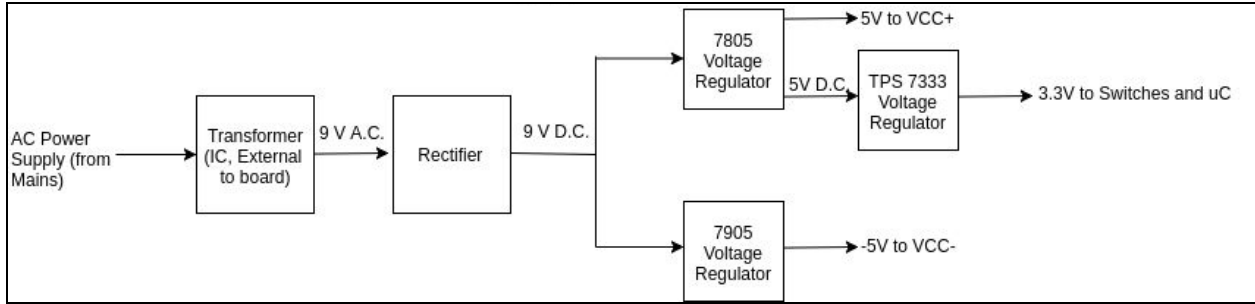 AC Power
Supply (from
Mains)
Transformer
(IC, External
to board)
9 V A.C.
Rectifier
9 V D.C.
7805
Voltage
Regulator
5V to VCC+
5V D.C.
TPS 7333
Voltage
Regulator
3.3V to Switches and uC
7905
Voltage
Regulator
-5V to VCC-